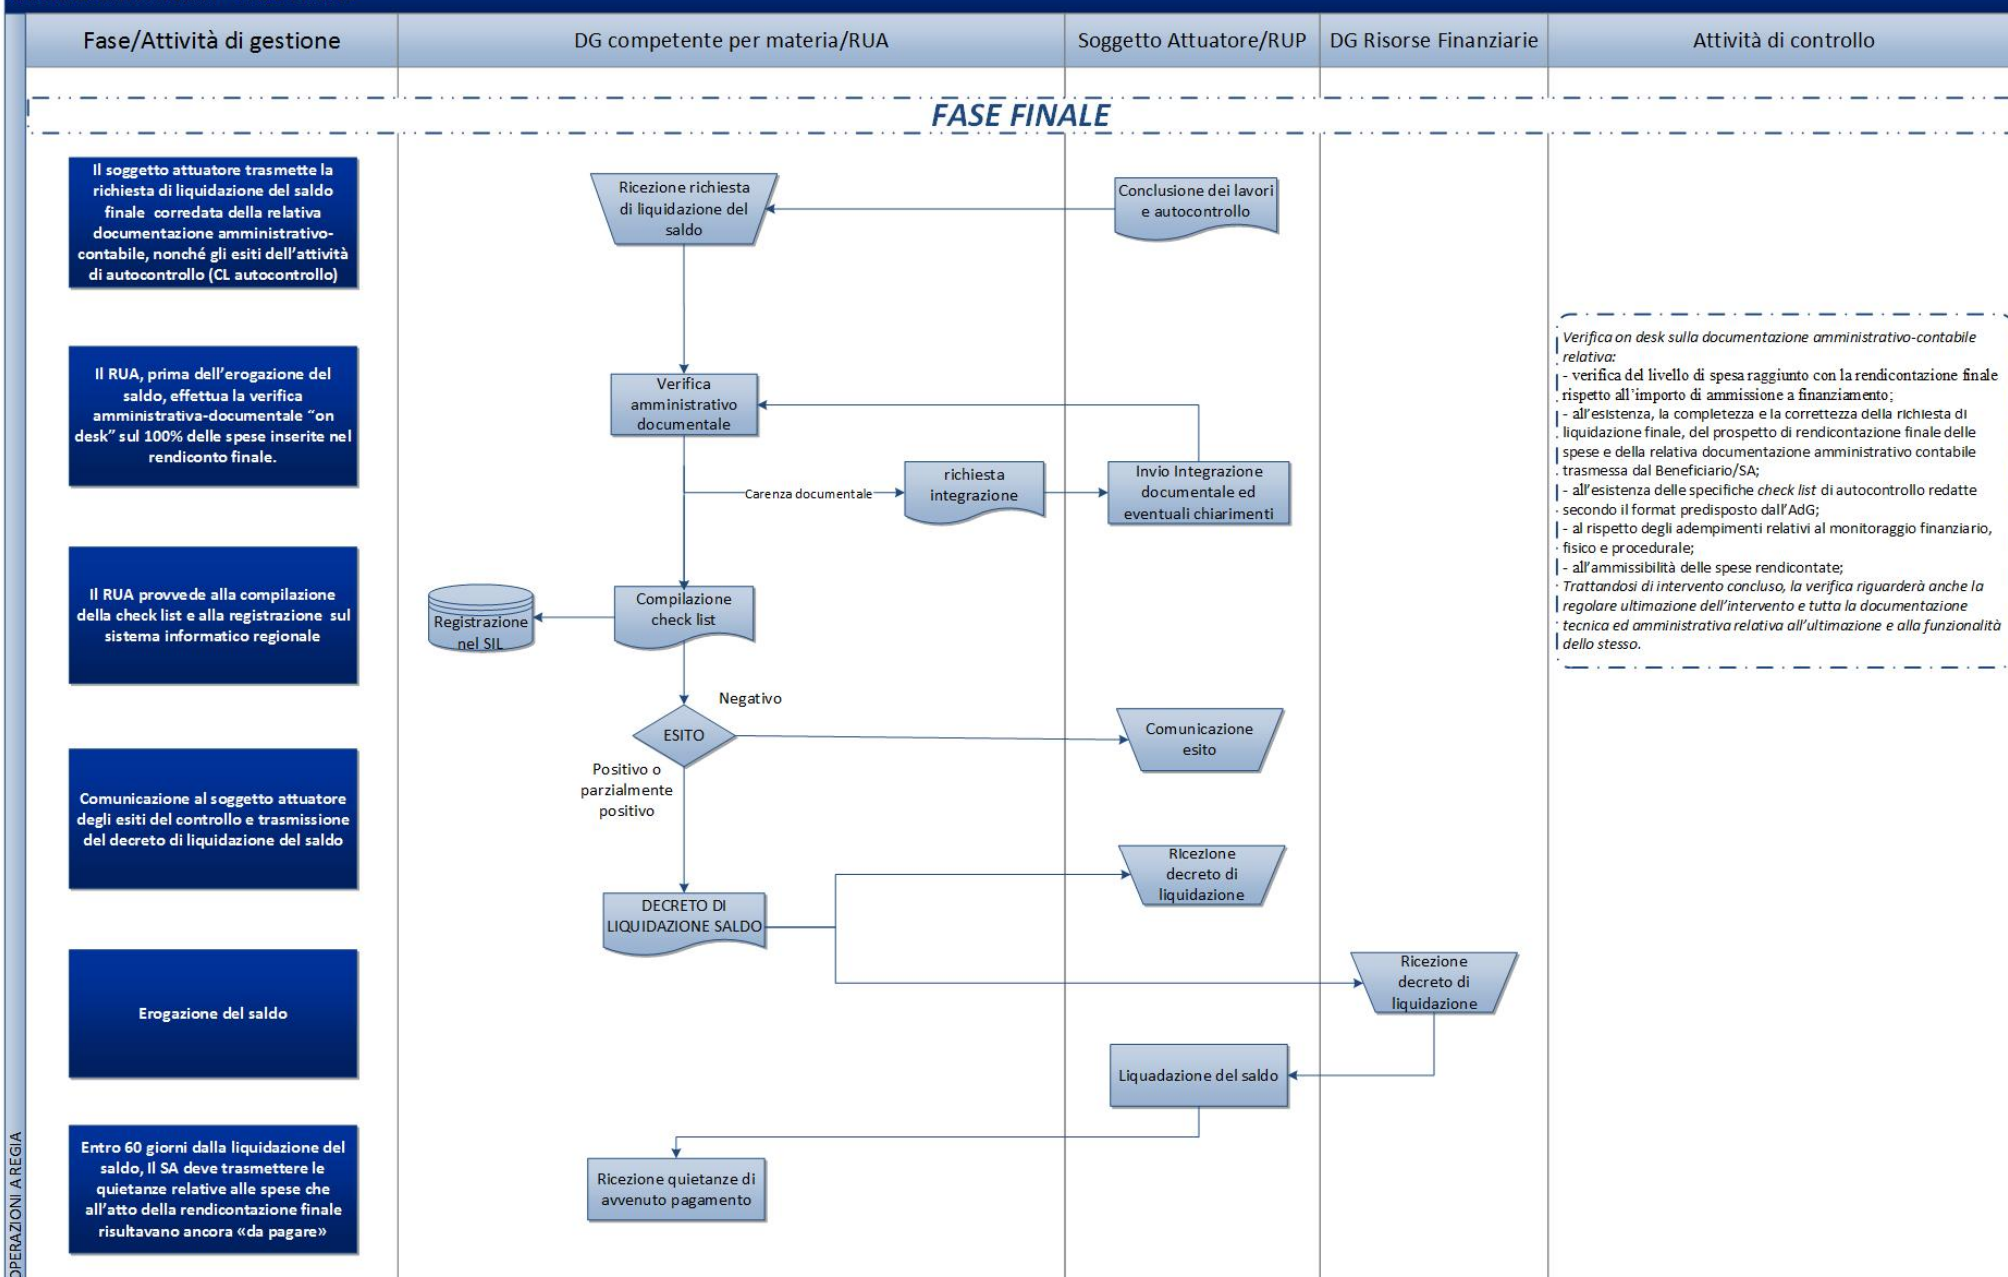 Fase/Attività di gestione
DG competente per materia/RUA
Soggetto Attuatore/RUP
DG Risorse Finanziarie
Attività di controllo
FASE FINALE
Il soggetto attuatore trasmette la
richiesta di liquidazione del saldo
finale corredata della relativa
documentazione amministrativo-
contabile, nonché gli esiti dell'attività
di autocontrollo (CL autocontrollo)
Ricezione richiesta
di liquidazione del
saldo
Conclusione dei lavori
e autocontrollo
Il RUA, prima dell'erogazione del
saldo, effettua la verifica
amministrativa-documentale “on
desk” sul 100% delle spese inserite nel
rendiconto finale.
Verifica
amministrativo
documentale
Carenza documentale
richiesta
integrazione
Invio Integrazione
documentale ed
eventuali chiarimenti
Verifica on desk sulla documentazione amministrativo-contabile
relativa:
- verifica del livello di spesa raggiunto con la rendicontazione finale
rispetto all'importo di ammissione a finanziamento;
- all'esistenza, la completezza e la correttezza della richiesta di
liquidazione finale, del prospetto di rendicontazione finale delle
spese e della relativa documentazione amministrativo contabile
trasmessa dal Beneficiario/SA;
- all'esistenza delle specifiche check list di autocontrollo redatte
secondo il format predisposto dall'AdG;
- al rispetto degli adempimenti relativi al monitoraggio finanziario,
fisico e procedurale;
- all'ammissibilità delle spese rendicontate;
Trattandosi di intervento concluso, la verifica riguarderà anche la
regolare ultimazione dell'intervento e tutta la documentazione
tecnica ed amministrativa relativa all'ultimazione e alla funzionalità
dello stesso.
Il RUA provvede alla compilazione
della check list e alla registrazione sul
sistema informatico regionale
Registrazione
nel SIL
Compilazione
check list
Negativo
ESITO
Positivo o
parzialmente
positivo
Comunicazione
esito
Comunicazione al soggetto attuatore
degli esiti del controllo e trasmissione
del decreto di liquidazione del saldo
DECRETO DI
LIQUIDAZIONE SALDO
Ricezione
decreto di
liquidazione
Erogazione del saldo
Ricezione
decreto di
liquidazione
Liquadazione del saldo
Entro 60 giorni dalla liquidazione del
saldo, Il SA deve trasmettere le
quietanze relative alle spese che
all'atto della rendicontazione finale
risultavano ancora «da pagare»
Ricezione quietanze di
avvenuto pagamento
OPERAZIONI A REGIA